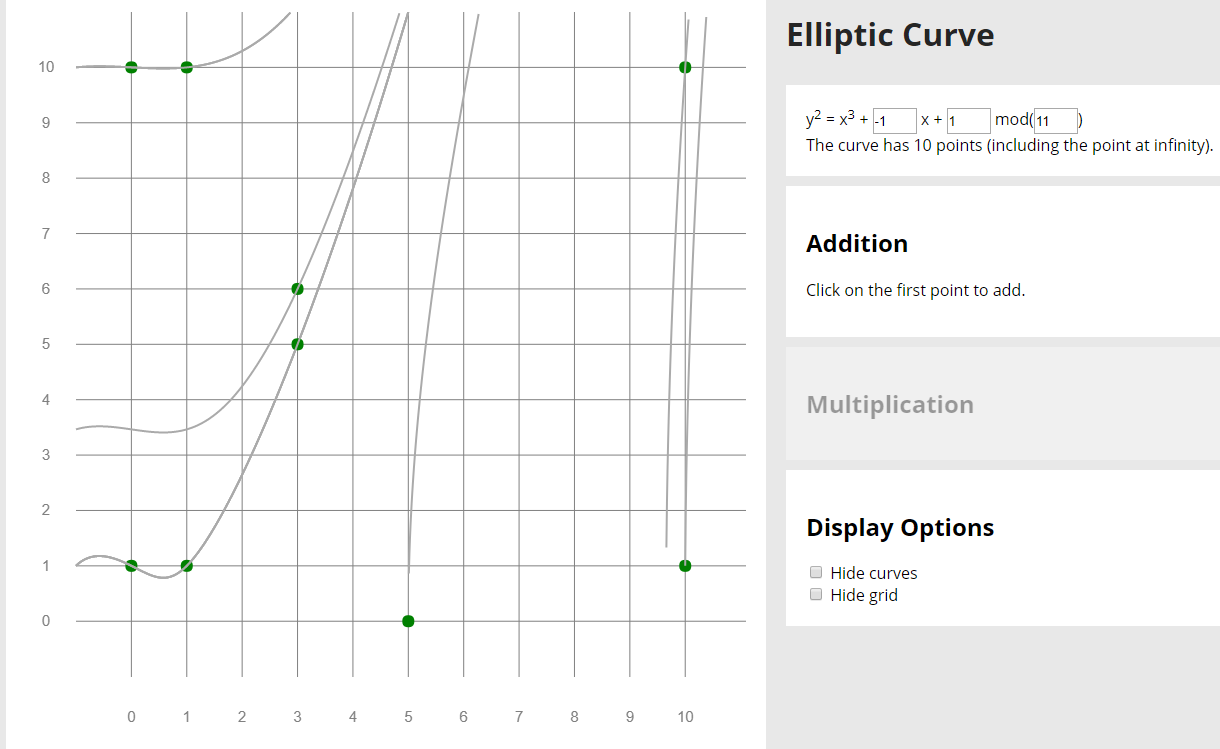 10
9
8
7
6
5
4
3
2
1
0
0 1 2 3 4 5 6 7 8 9 10
Elliptic Curve
y² = x³ + -1 x + 1 mod( 11 )
The curve has 10 points (including the point at infinity).
Addition
Click on the first point to add.
Multiplication
Display Options
Hide curves
Hide grid